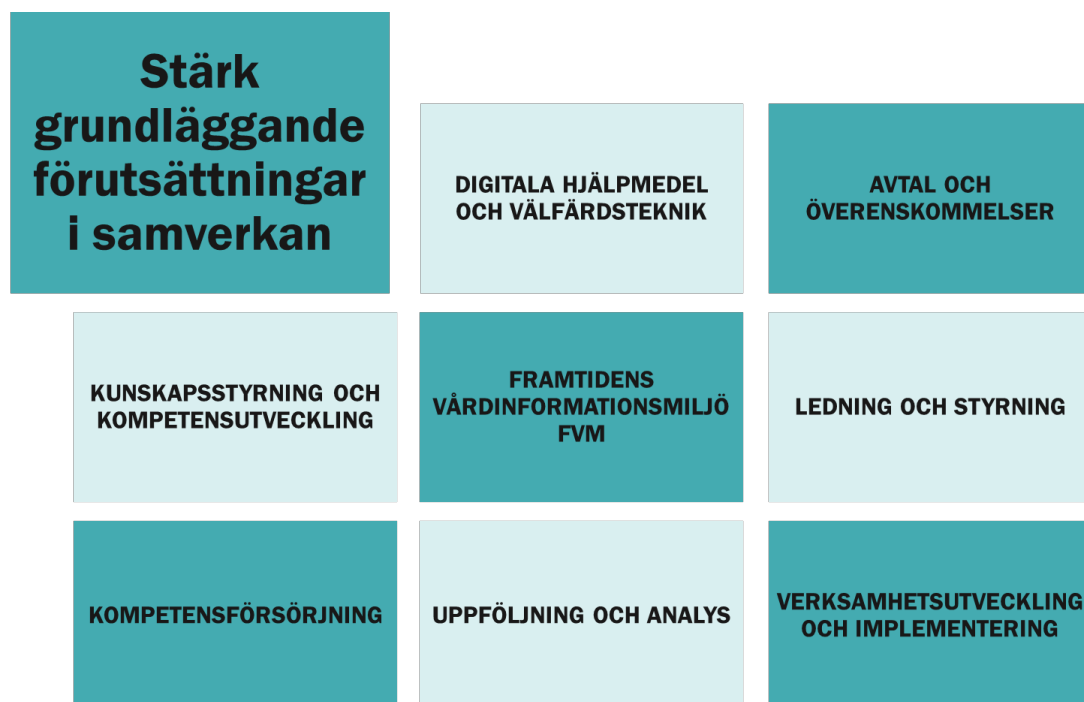 Stärk
grundläggande
förutsättningar
i samverkan
DIGITALA HJÄLPMEDEL
OCH VÄLFÄRDSTEKNIK
AVTAL OCH
ÖVERENSKOMMELSER
KUNSKAPSSTYRNING OCH
KOMPETENSUTVECKLING
FRAMTIDENS
VÅRDINFORMATIONSMILJÖ
FVM
LEDNING OCH STYRNING
KOMPETENSFÖRSÖRJNING
UPPFÖLJNING OCH ANALYS
VERKSAMHETSUTVECKLING
OCH IMPLEMENTERING